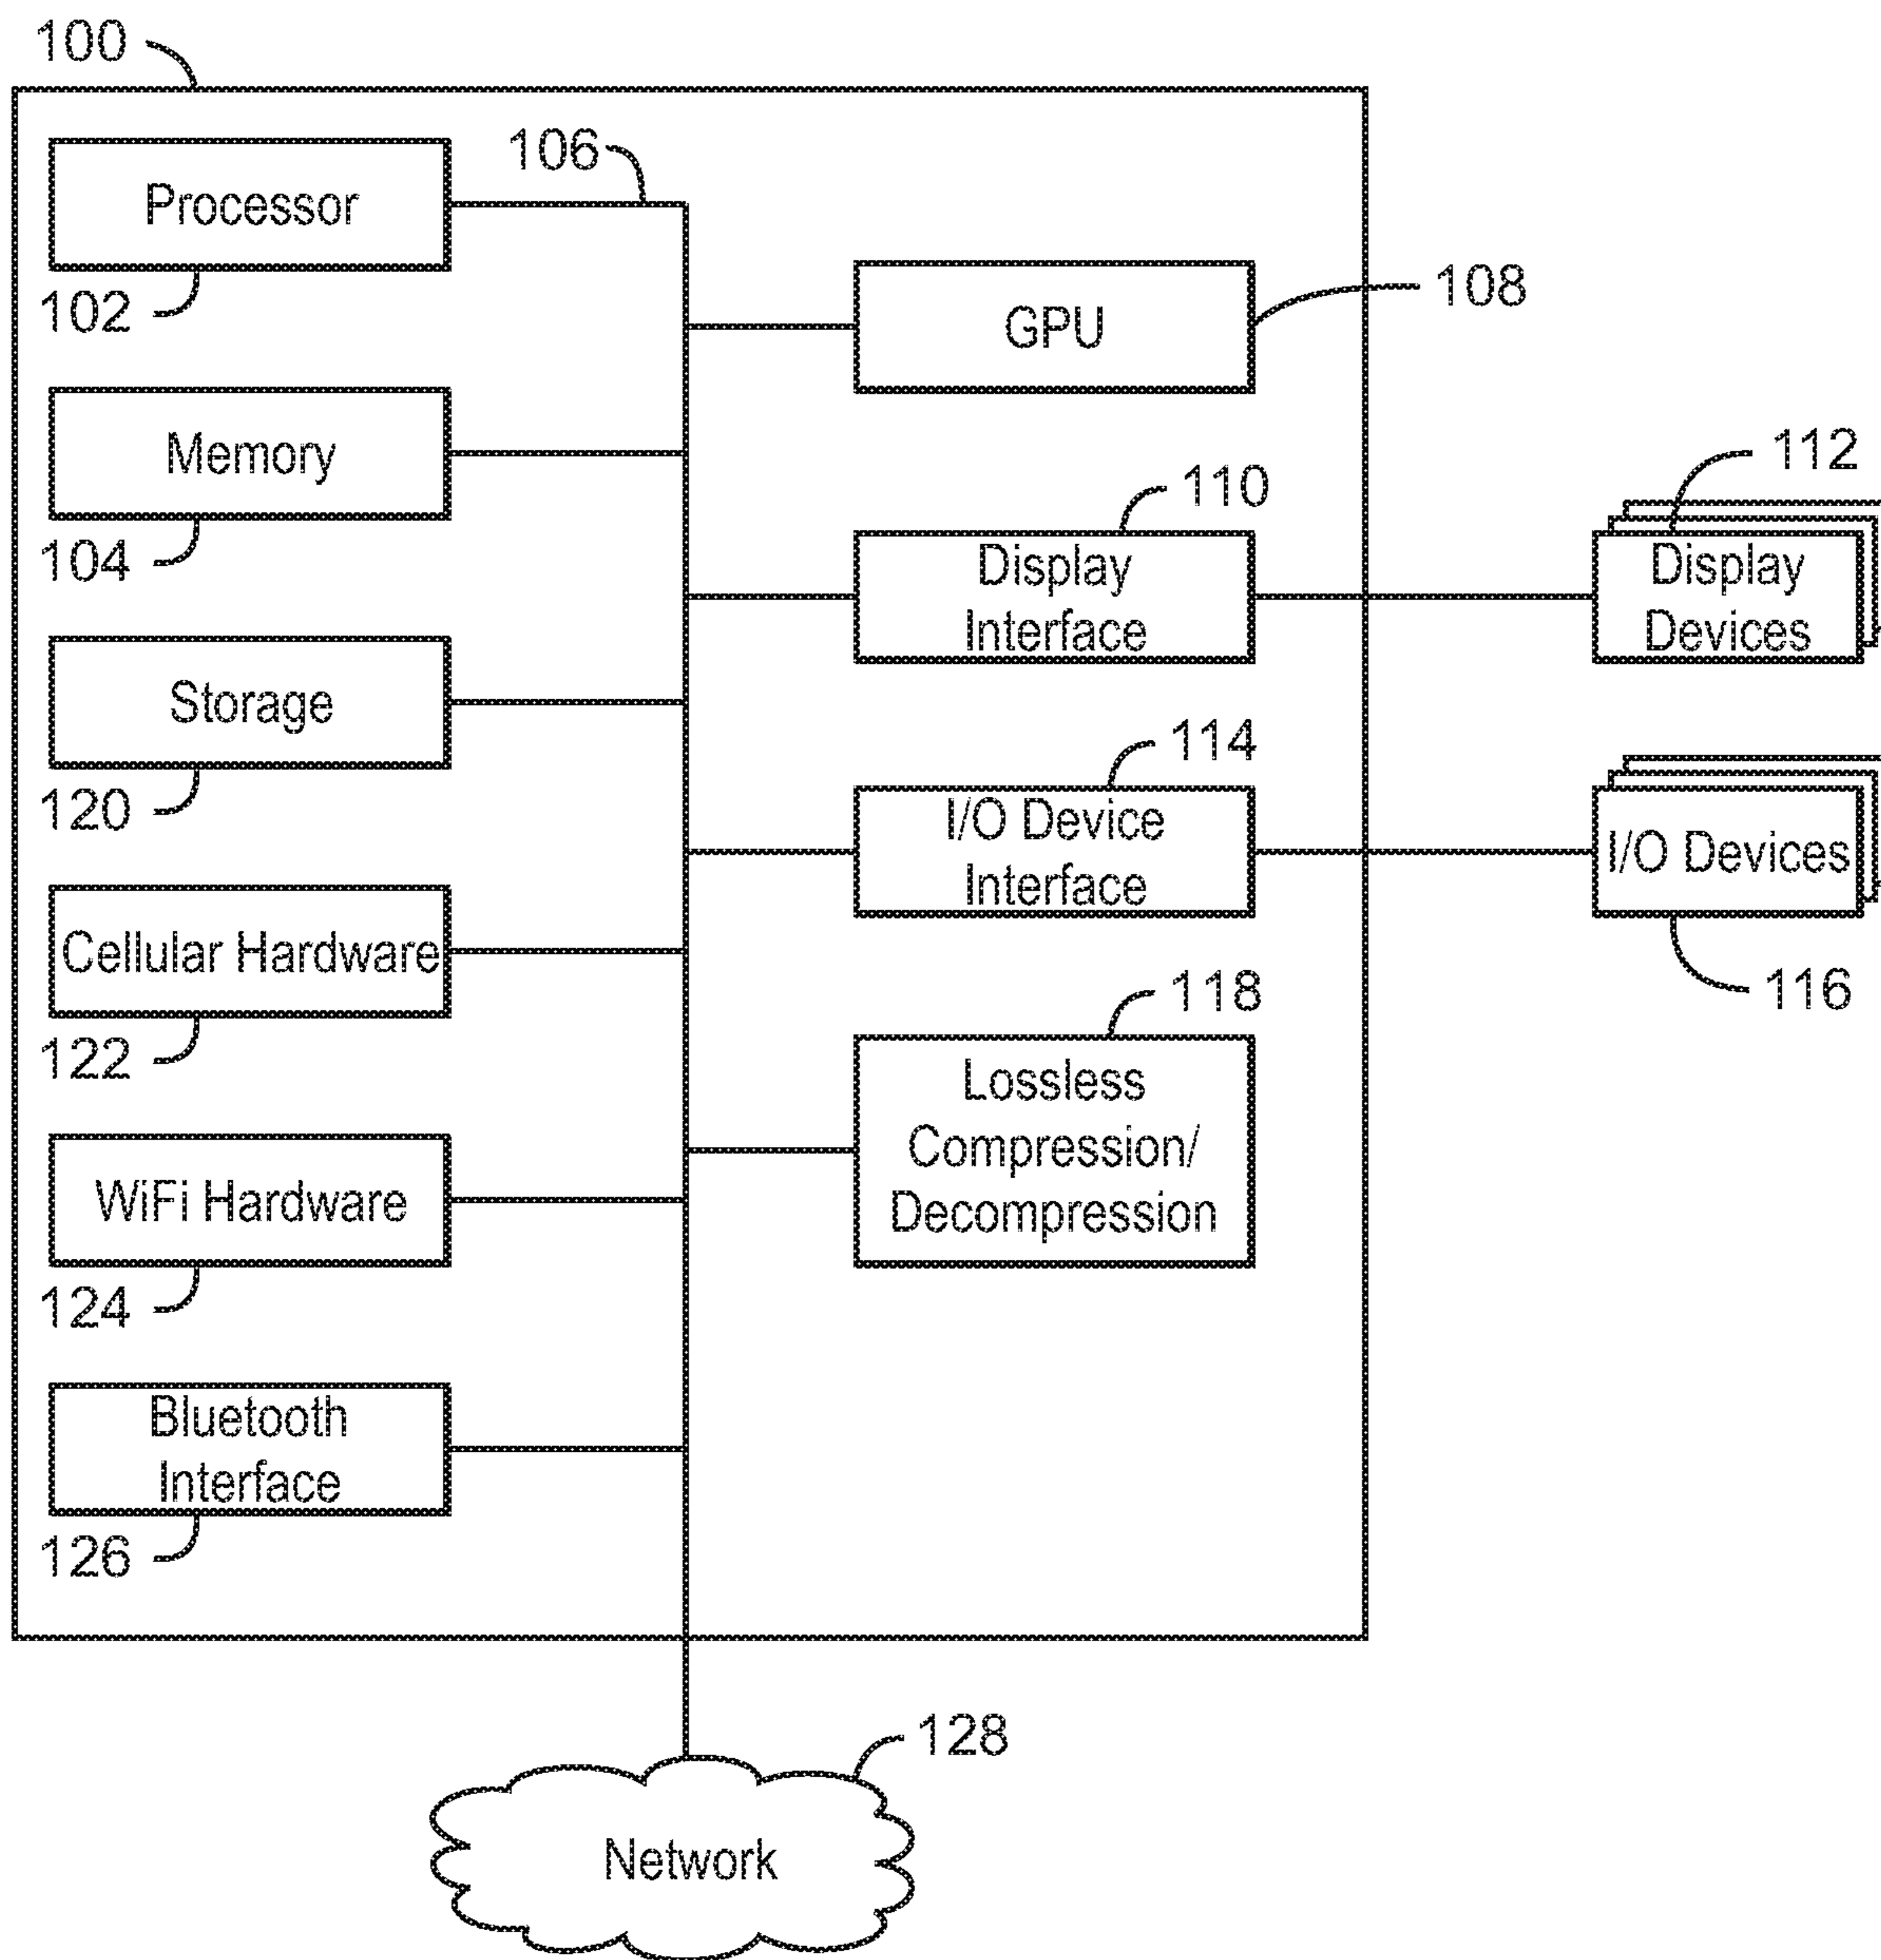 100
Processor
102
106
GPU
108
Memory
104
Display
Interface
110
Display
Devices
112
Storage
120
I/O Device
Interface
114
I/O Devices
116
Cellular Hardware
122
Lossless
Compression/
Decompression
118
WiFi Hardware
124
Bluetooth
Interface
126
128
Network